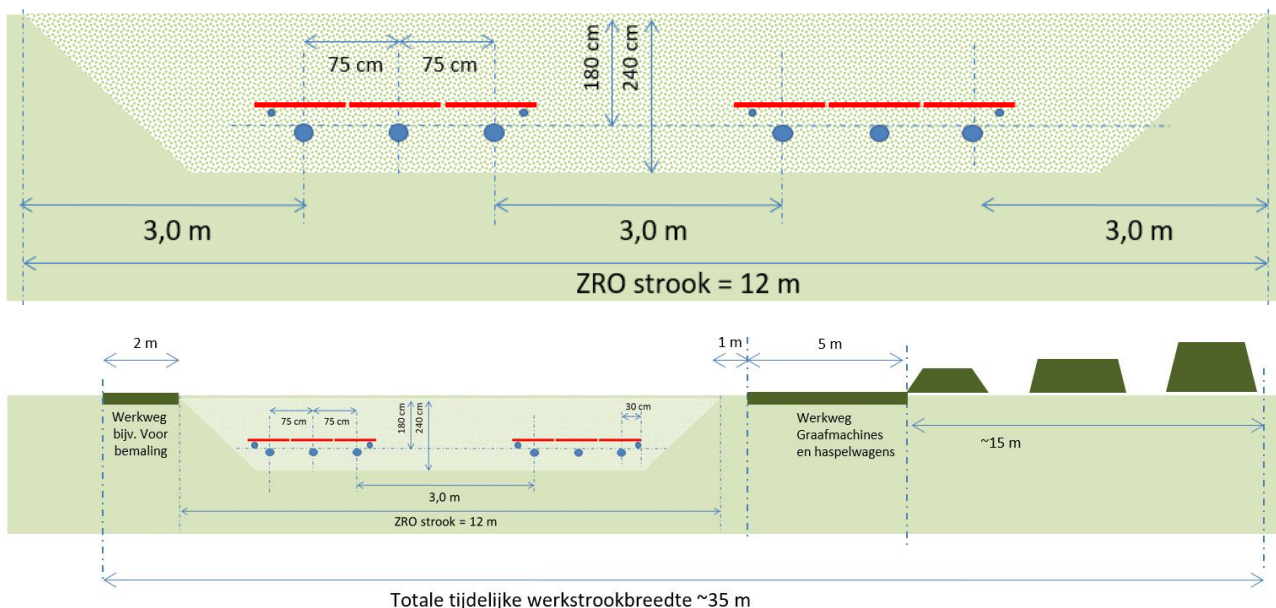 75 cm
75 cm
180 cm
240 cm
3,0 m
3,0 m
3,0 m
ZRO strook = 12 m
2 m
1 m
5 m
Werkweg
bijv. Voor
bemaling
75 cm
75 cm
180 cm
240 cm
30 cm
Werkweg
Graafmachines
en haspelwagens
~15 m
3,0 m
ZRO strook = 12 m
Totale tijdelijke werkstrookbreedte ~35 m